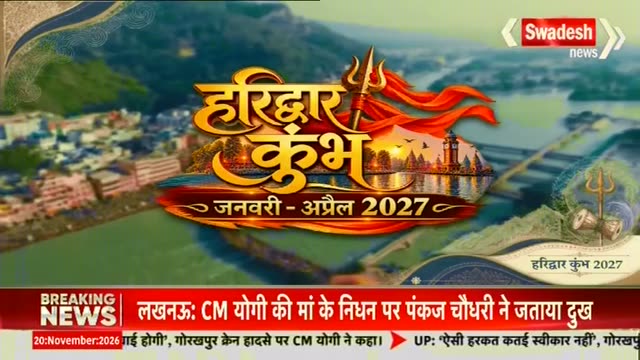 Swadesh
news
हरिद्वार
कुंभ
जनवरी - अप्रैल 2027
हरिद्वार कुंभ 2027
BREAKING
NEWS
लखनऊ: CM योगी की मां के निधन पर पंकज चौधरी ने जताया दुख
20:November:2026
गई होगी’, गोरखपुर क्रेन हादसे पर CM योगी ने कहा। ▸ UP: ‘ऐसी हरकत कतई स्वीकार नहीं’, गोरखपु